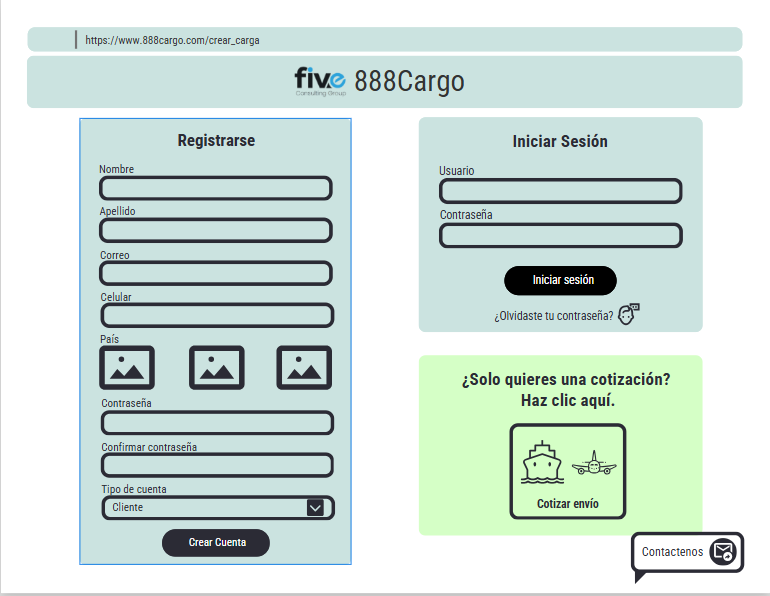 https://www.888cargo.com/crear_carga
five 888Cargo
Consulting Group
Registrarse
Nombre
Apellido
Correo
Celular
País
Contraseña
Confirmar contraseña
Tipo de cuenta
Cliente
Crear Cuenta
Iniciar Sesión
Usuario
Contraseña
Iniciar sesión
¿Olvidaste tu contraseña?
¿Solo quieres una cotización?
Haz clic aquí.
Cotizar envío
Contactenos